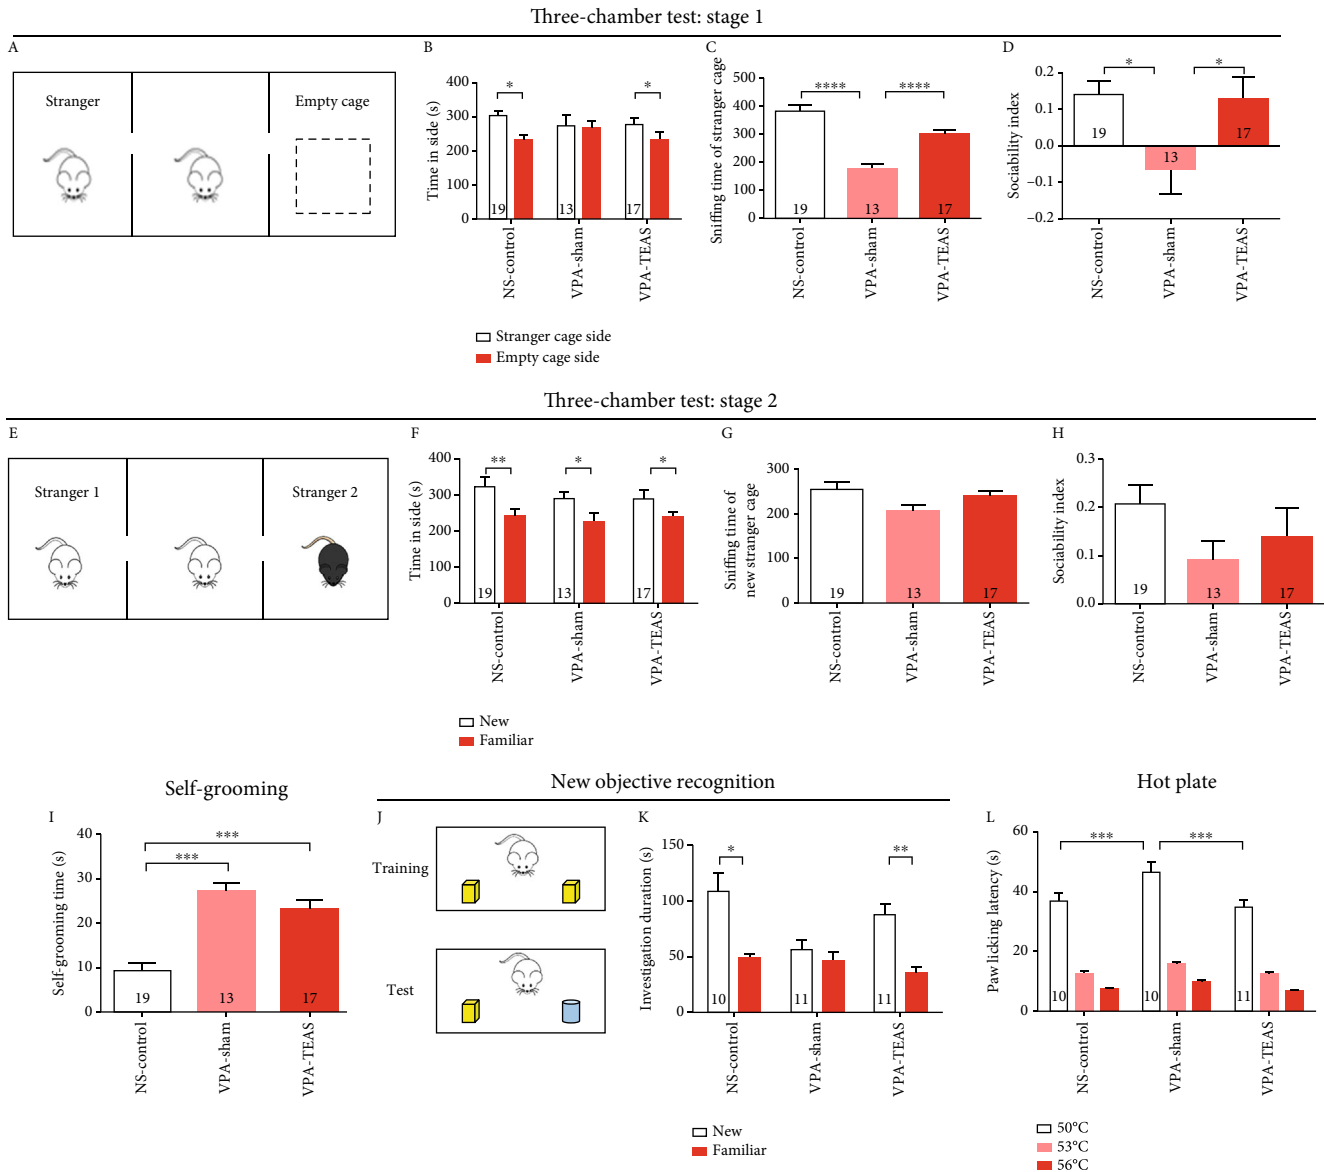 Three-chamber test: stage 1
A
Stranger
Empty cage
B
Time in side (s)
400
300
200
100
0
*
*
19
13
17
NS-control
VPA-sham
VPA-TEAS
Stranger cage side
Empty cage side
C
Sniffing time of stranger cage
500
400
300
200
100
0
****
****
19
13
17
NS-control
VPA-sham
VPA-TEAS
D
Sociability index
0.2
0.1
0.0
−0.1
−0.2
*
*
19
13
17
NS-control
VPA-sham
VPA-TEAS
Three-chamber test: stage 2
E
Stranger 1
Stranger 2
F
Time in side (s)
400
300
200
100
0
**
*
*
19
13
17
NS-control
VPA-sham
VPA-TEAS
New
Familiar
G
Sniffing time of
new stranger cage
400
200
0
19
13
17
NS-control
VPA-sham
VPA-TEAS
H
Sociability index
0.3
0.2
0.1
0.0
19
13
17
NS-control
VPA-sham
VPA-TEAS
Self-grooming
I
Self-grooming time (s)
40
30
20
10
0
***
***
19
13
17
NS-control
VPA-sham
VPA-TEAS
New objective recognition
J
Training
Test
K
Investigation duration (s)
150
100
50
0
*
**
10
11
11
NS-control
VPA-sham
VPA-TEAS
New
Familiar
Hot plate
L
Paw licking latency (s)
60
40
20
0
***
***
10
10
11
NS-control
VPA-sham
VPA-TEAS
50°C
53°C
56°C